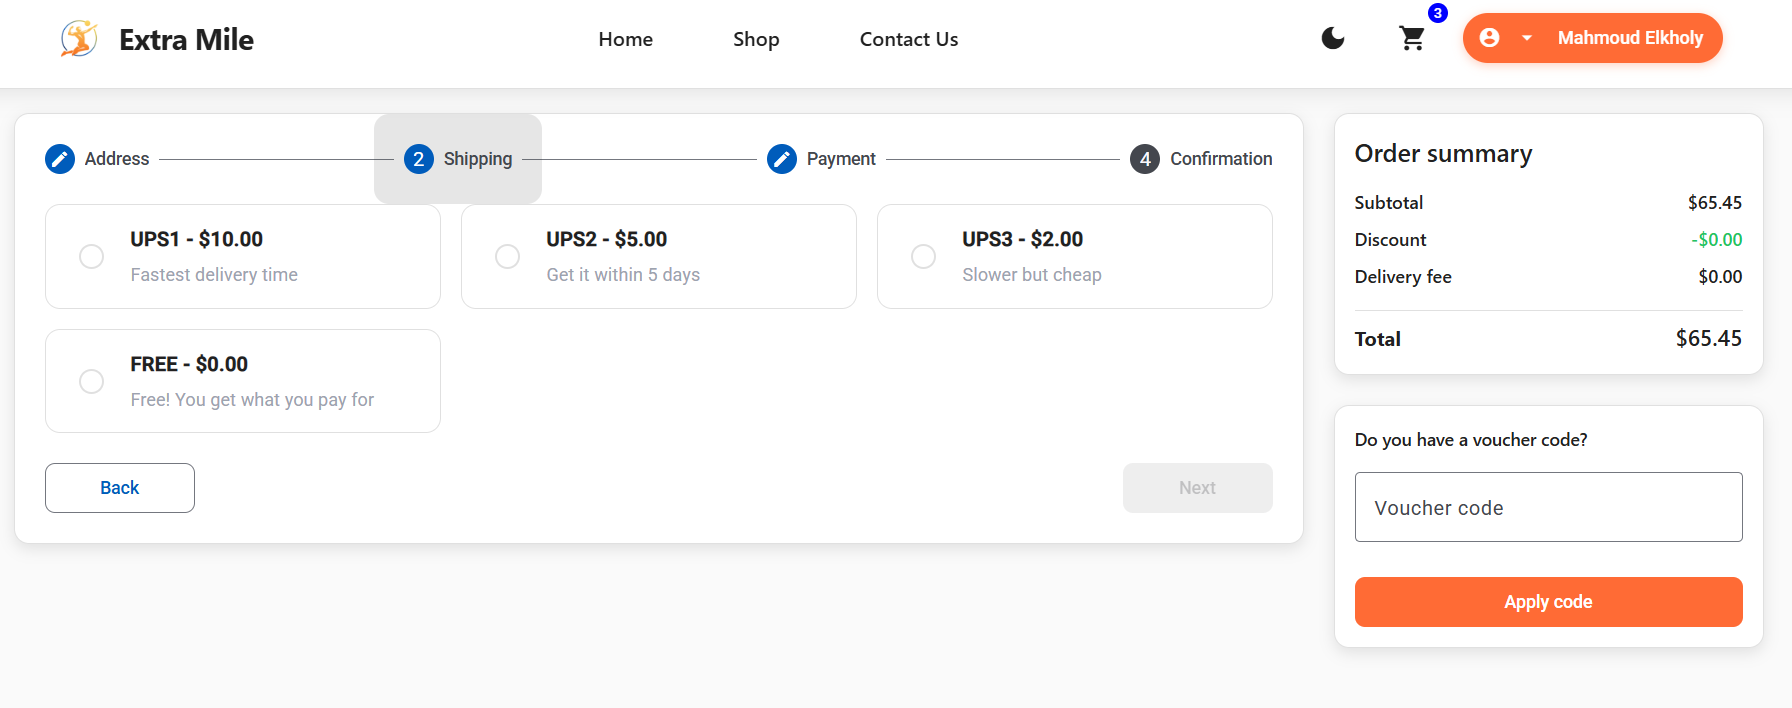 Extra Mile
Home
Shop
Contact Us
3
Mahmoud Elkholy
Address
2 Shipping
Payment
4 Confirmation
UPS1 - $10.00
Fastest delivery time
UPS2 - $5.00
Get it within 5 days
UPS3 - $2.00
Slower but cheap
FREE - $0.00
Free! You get what you pay for
Back
Next
Order summary
Subtotal $65.45
Discount -$0.00
Delivery fee $0.00
Total $65.45
Do you have a voucher code?
Voucher code
Apply code